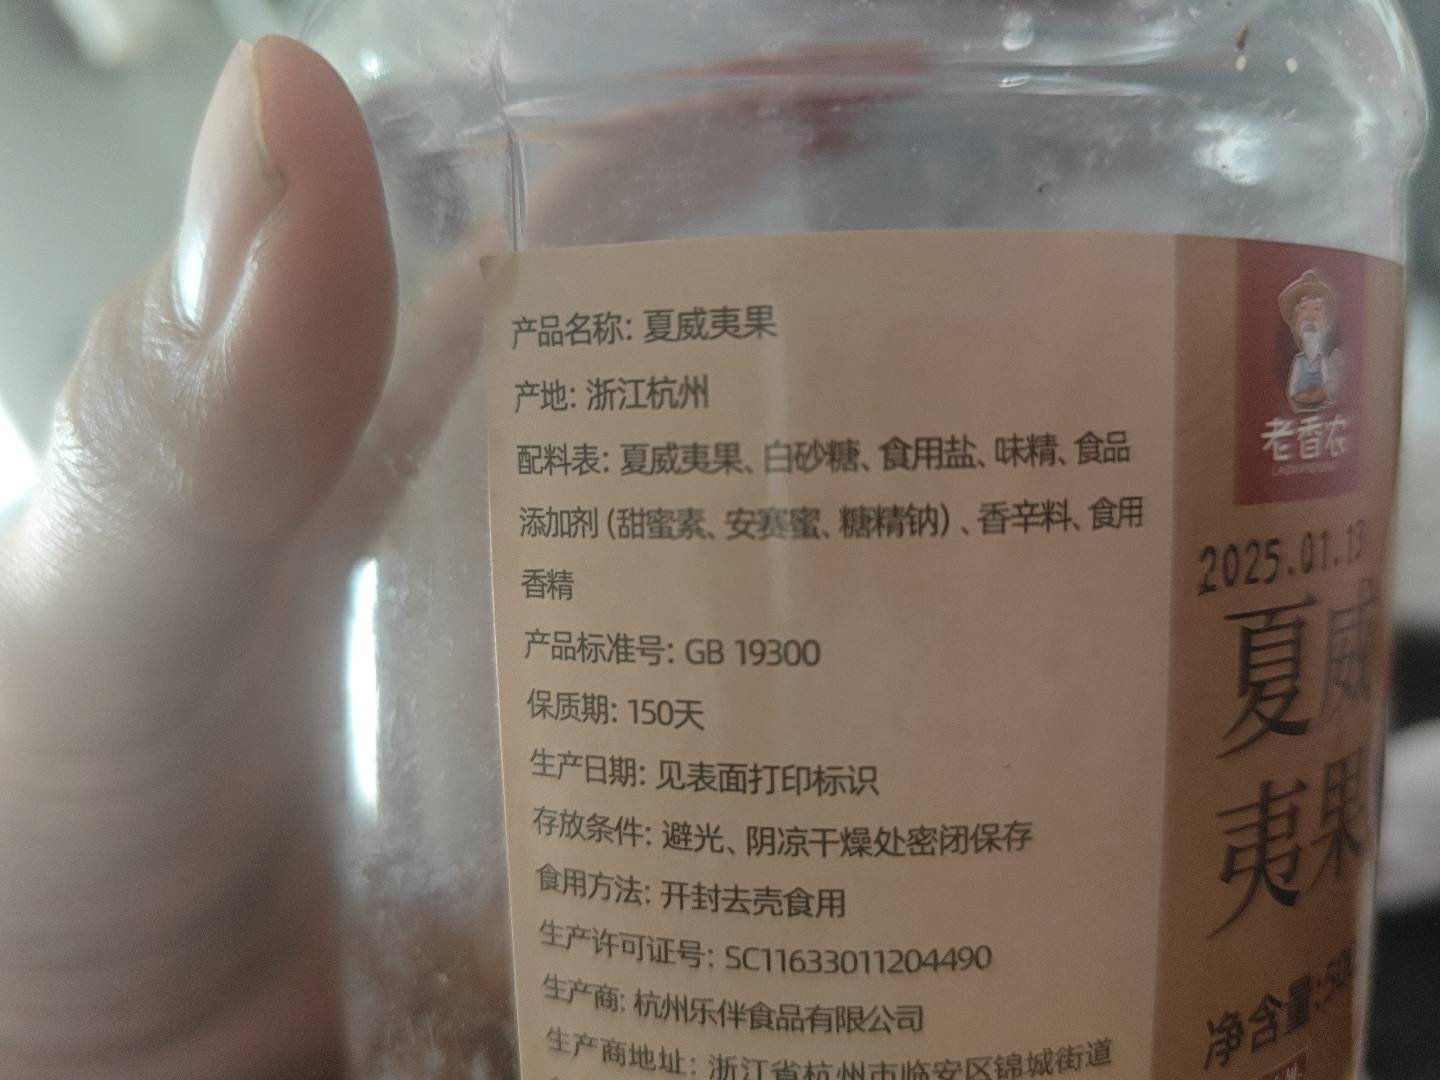 产品名称：夏威夷果
产地：浙江杭州
配料表：夏威夷果、白砂糖、食用盐、味精、食品
添加剂（甜蜜素、安赛蜜、糖精钠）、香辛料、食用
香精
产品标准号：GB 19300
保质期：150天
生产日期：见表面打印标识
存放条件：避光、阴凉干燥处密闭保存
食用方法：开封去壳食用
生产许可证号：SC11633011204490
生产商：杭州乐伴食品有限公司
生产商地址：浙江省杭州市临安区锦城街道
老香农
2025.01.13
夏威
夷果
净含量:50